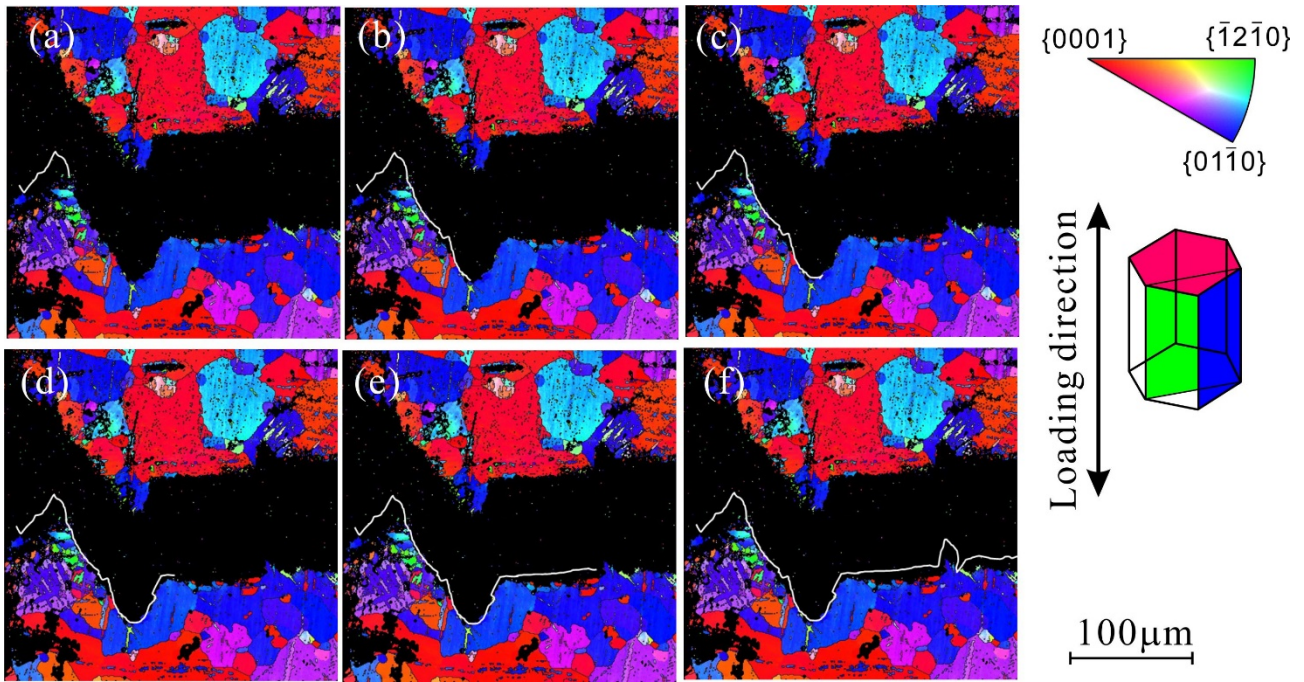 (a) (b) (c)
{0001} {1̅21̅0}
{011̅0}
Loading direction
(d) (e) (f)
100μm